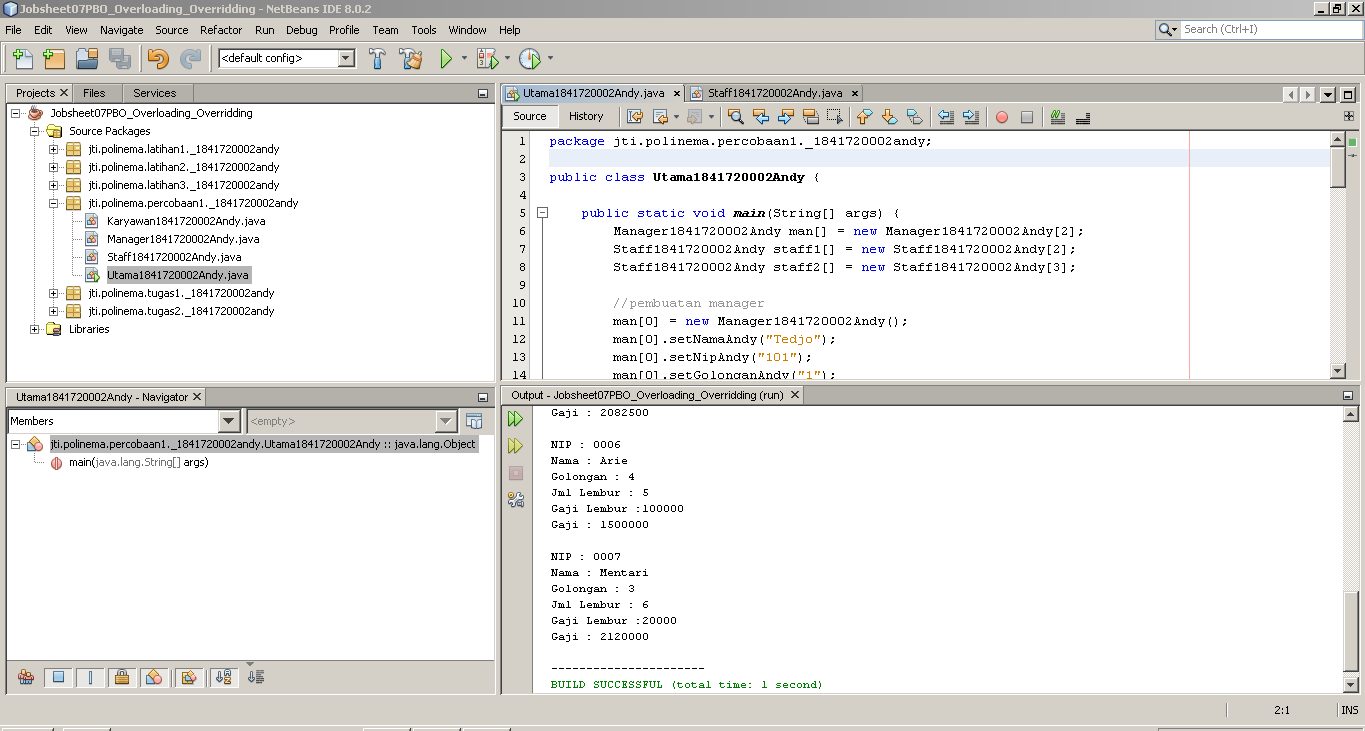 Jobsheet07PBO_Overloading_Overridding - NetBeans IDE 8.0.2
File Edit View Navigate Source Refactor Run Debug Profile Team Tools Window Help
Search (Ctrl+I)
<default config>
Projects Files Services
Jobsheet07PBO_Overloading_Overridding
Source Packages
jti.polinema.latihan1._1841720002andy
jti.polinema.latihan2._1841720002andy
jti.polinema.latihan3._1841720002andy
jti.polinema.percobaan1._1841720002andy
Karyawan1841720002Andy.java
Manager1841720002Andy.java
Staff1841720002Andy.java
Utama1841720002Andy.java
jti.polinema.tugas1._1841720002andy
jti.polinema.tugas2._1841720002andy
Libraries
Utama1841720002Andy.java Staff1841720002Andy.java
Source History
1 package jti.polinema.percobaan1._1841720002andy;
2
3 public class Utama1841720002Andy {
4
5 public static void main(String[] args) {
6 Manager1841720002Andy man[] = new Manager1841720002Andy[2];
7 Staff1841720002Andy staff1[] = new Staff1841720002Andy[2];
8 Staff1841720002Andy staff2[] = new Staff1841720002Andy[3];
9
10 //pembuatan manager
11 man[0] = new Manager1841720002Andy();
12 man[0].setNamaAndy("Tedjo");
13 man[0].setNipAndy("101");
14 man[0].setGolonganAndy("1");
Utama1841720002Andy - Navigator
Members <empty>
jti.polinema.percobaan1._1841720002andy.Utama1841720002Andy :: java.lang.Object
main(java.lang.String[] args)
Output - Jobsheet07PBO_Overloading_Overridding (run)
Gaji : 2082500
NIP : 0006
Nama : Arie
Golongan : 4
Jml Lembur : 5
Gaji Lembur :100000
Gaji : 1500000
NIP : 0007
Nama : Mentari
Golongan : 3
Jml Lembur : 6
Gaji Lembur :20000
Gaji : 2120000
----------------------
BUILD SUCCESSFUL (total time: 1 second)
2:1 INS